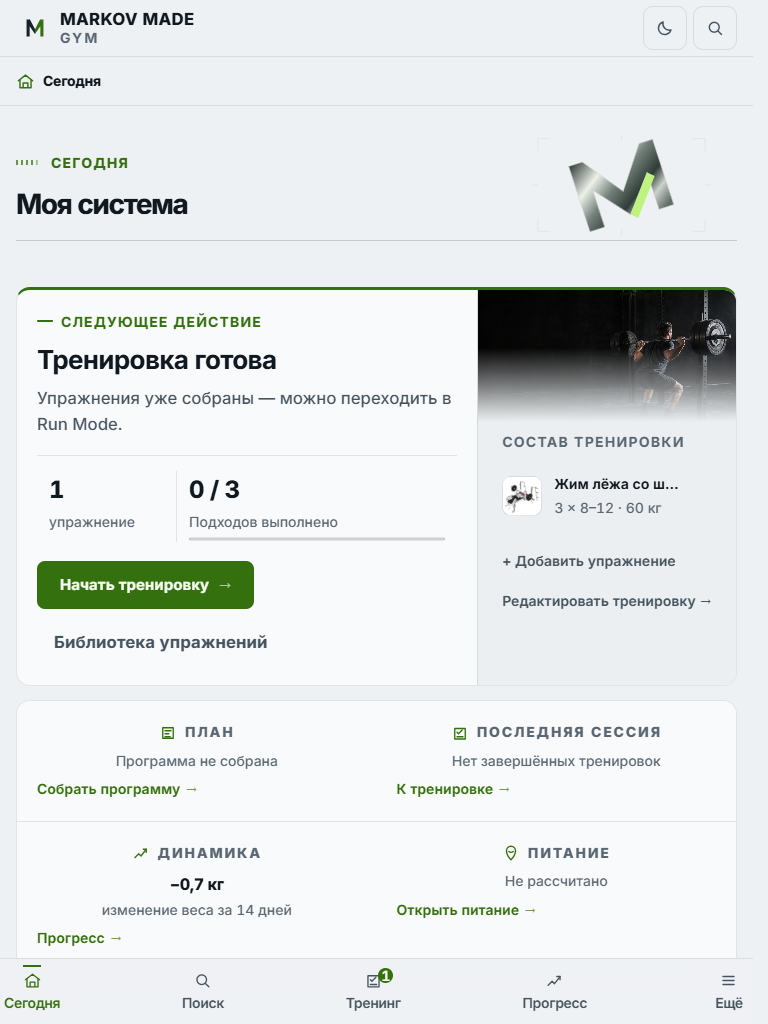 MARKOV MADE
GYM
Сегодня
СЕГОДНЯ
Моя система
СЛЕДУЮЩЕЕ ДЕЙСТВИЕ
Тренировка готова
Упражнения уже собраны — можно переходить в
Run Mode.
1
упражнение
0 / 3
Подходов выполнено
Начать тренировку →
Библиотека упражнений
СОСТАВ ТРЕНИРОВКИ
Жим лёжа со ш...
3 × 8–12 · 60 кг
+ Добавить упражнение
Редактировать тренировку →
ПЛАН
Программа не собрана
Собрать программу →
ПОСЛЕДНЯЯ СЕССИЯ
Нет завершённых тренировок
К тренировке →
ДИНАМИКА
−0,7 кг
изменение веса за 14 дней
Прогресс →
ПИТАНИЕ
Не рассчитано
Открыть питание →
Сегодня
Поиск
1
Тренинг
Прогресс
Ещё